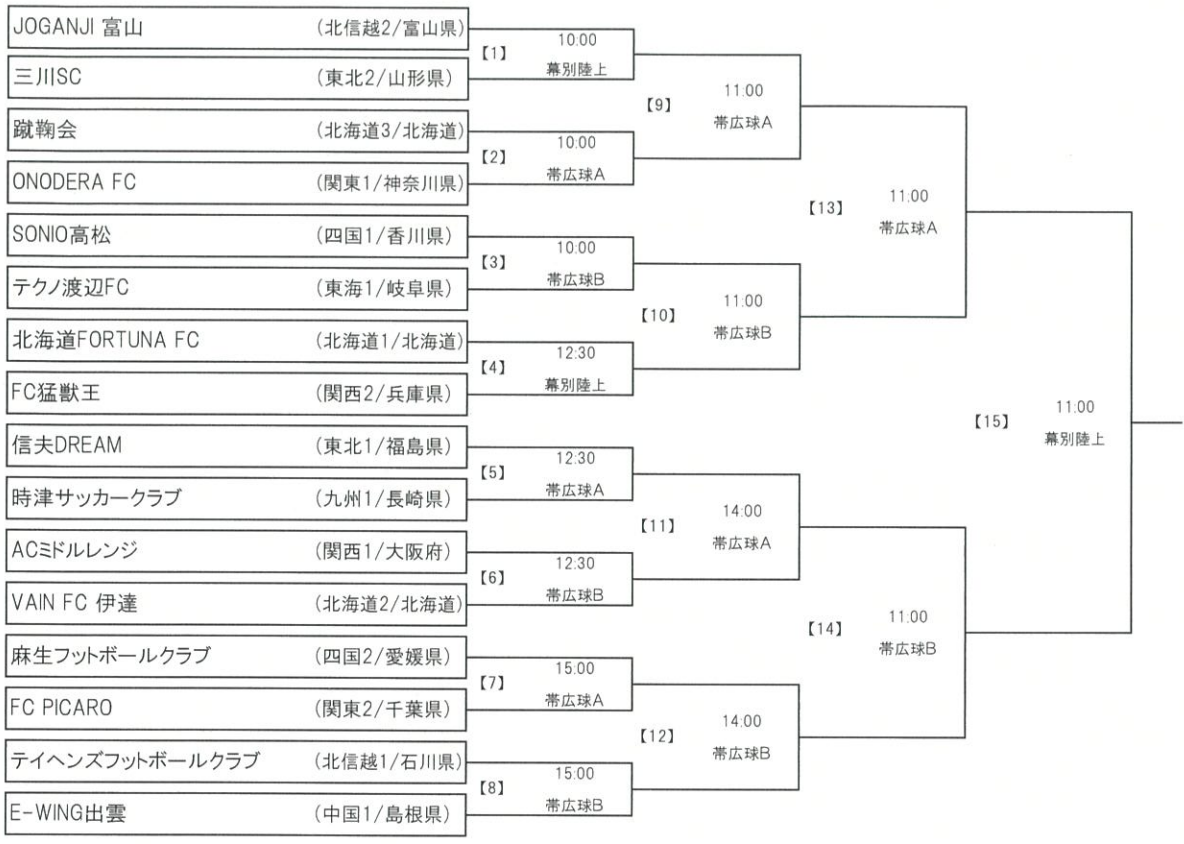 JOGANJI 富山 (北信越2/富山県)
【1】 10:00
幕別陸上
三川SC (東北2/山形県)
【9】 11:00
帯広球A
蹴鞠会 (北海道3/北海道)
【2】 10:00
帯広球A
ONODERA FC (関東1/神奈川県)
【13】 11:00
帯広球A
SONIO高松 (四国1/香川県)
【3】 10:00
帯広球B
テクノ渡辺FC (東海1/岐阜県)
【10】 11:00
帯広球B
北海道FORTUNA FC (北海道1/北海道)
【4】 12:30
幕別陸上
FC猛獣王 (関西2/兵庫県)
【15】 11:00
幕別陸上
信夫DREAM (東北1/福島県)
【5】 12:30
帯広球A
時津サッカークラブ (九州1/長崎県)
【11】 14:00
帯広球A
ACミドルレンジ (関西1/大阪府)
【6】 12:30
帯広球B
VAIN FC 伊達 (北海道2/北海道)
【14】 11:00
帯広球B
麻生フットボールクラブ (四国2/愛媛県)
【7】 15:00
帯広球A
FC PICARO (関東2/千葉県)
【12】 14:00
帯広球B
テイヘンズフットボールクラブ (北信越1/石川県)
【8】 15:00
帯広球B
E-WING出雲 (中国1/島根県)